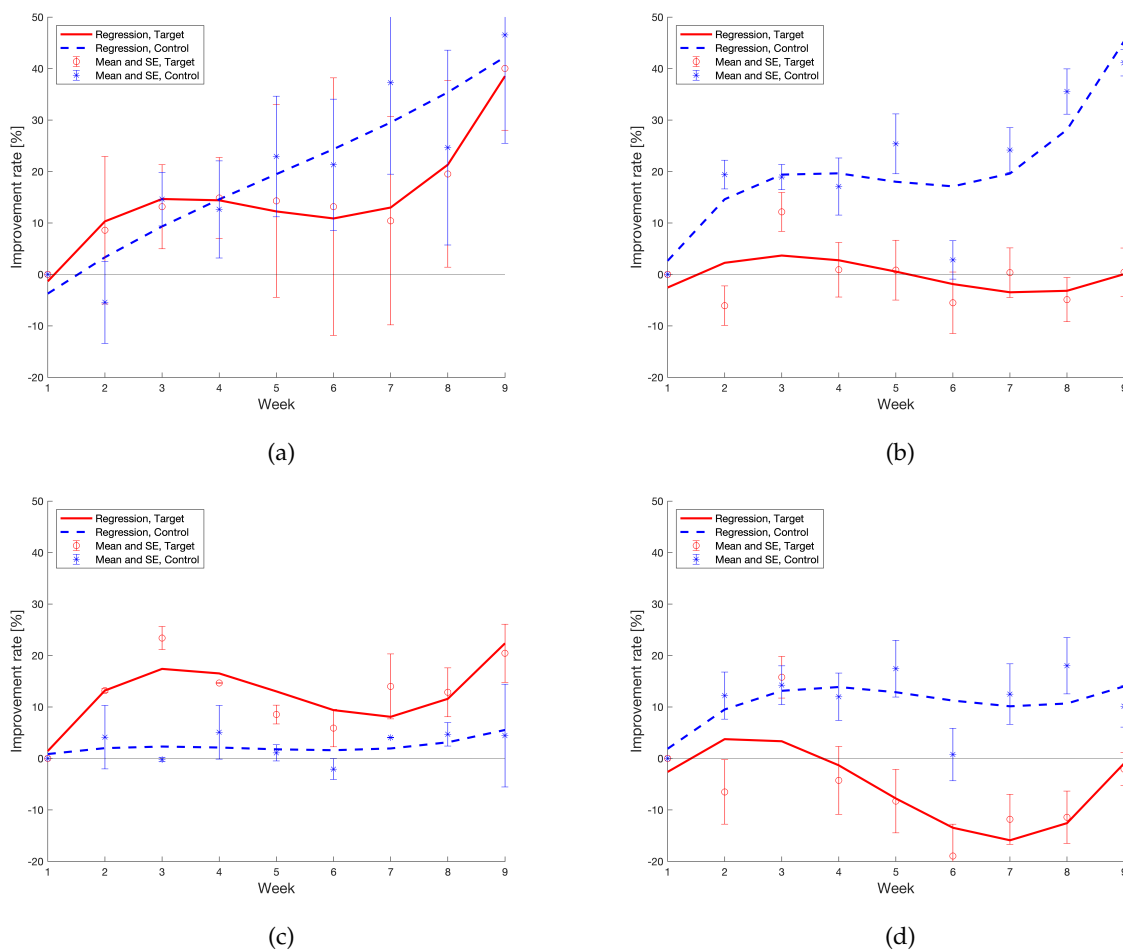 50
40
30
20
10
0
-10
-20
Improvement rate [%]
Regression, Target
Regression, Control
Mean and SE, Target
Mean and SE, Control
1 2 3 4 5 6 7 8 9
Week
(a)
50
40
30
20
10
0
-10
-20
Improvement rate [%]
Regression, Target
Regression, Control
Mean and SE, Target
Mean and SE, Control
1 2 3 4 5 6 7 8 9
Week
(b)
50
40
30
20
10
0
-10
-20
Improvement rate [%]
Regression, Target
Regression, Control
Mean and SE, Target
Mean and SE, Control
1 2 3 4 5 6 7 8 9
Week
(c)
50
40
30
20
10
0
-10
-20
Improvement rate [%]
Regression, Target
Regression, Control
Mean and SE, Target
Mean and SE, Control
1 2 3 4 5 6 7 8 9
Week
(d)